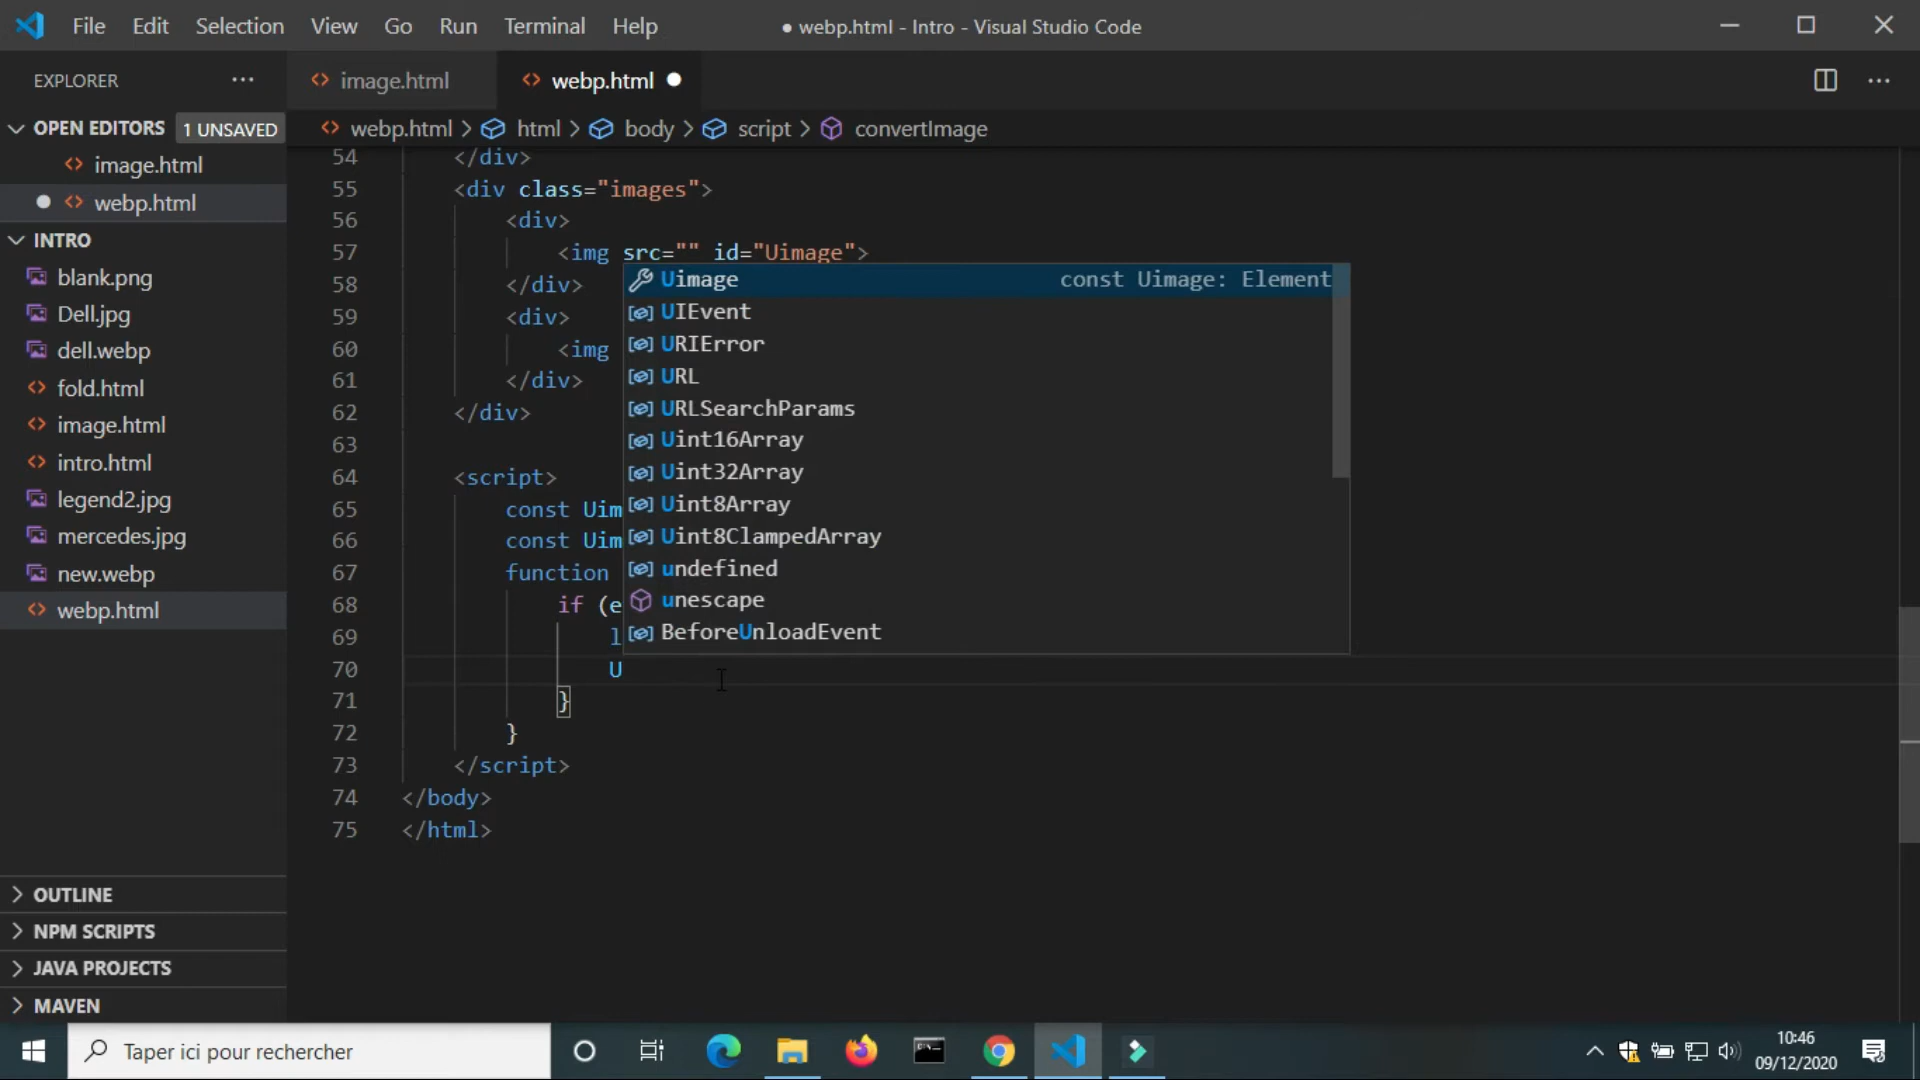 File Edit Selection View Go Run Terminal Help
● webp.html - Intro - Visual Studio Code
EXPLORER
OPEN EDITORS 1 UNSAVED
image.html
webp.html
INTRO
blank.png
Dell.jpg
dell.webp
fold.html
image.html
intro.html
legend2.jpg
mercedes.jpg
new.webp
webp.html
OUTLINE
NPM SCRIPTS
JAVA PROJECTS
MAVEN
image.html webp.html
webp.html > html > body > script > convertImage
54 </div>
55 <div class="images">
56 <div>
57 <img src="" id="Uimage">
58 </div>
59 <div>
60 <img
61 </div>
62 </div>
63
64 <script>
65 const Uim
66 const Uim
67 function
68 if (e
69 l
70 U
71 }
72 }
73 </script>
74 </body>
75 </html>
Uimage const Uimage: Element
UIEvent
URIError
URL
URLSearchParams
Uint16Array
Uint32Array
Uint8Array
Uint8ClampedArray
undefined
unescape
BeforeUnloadEvent
Taper ici pour rechercher
10:46
09/12/2020